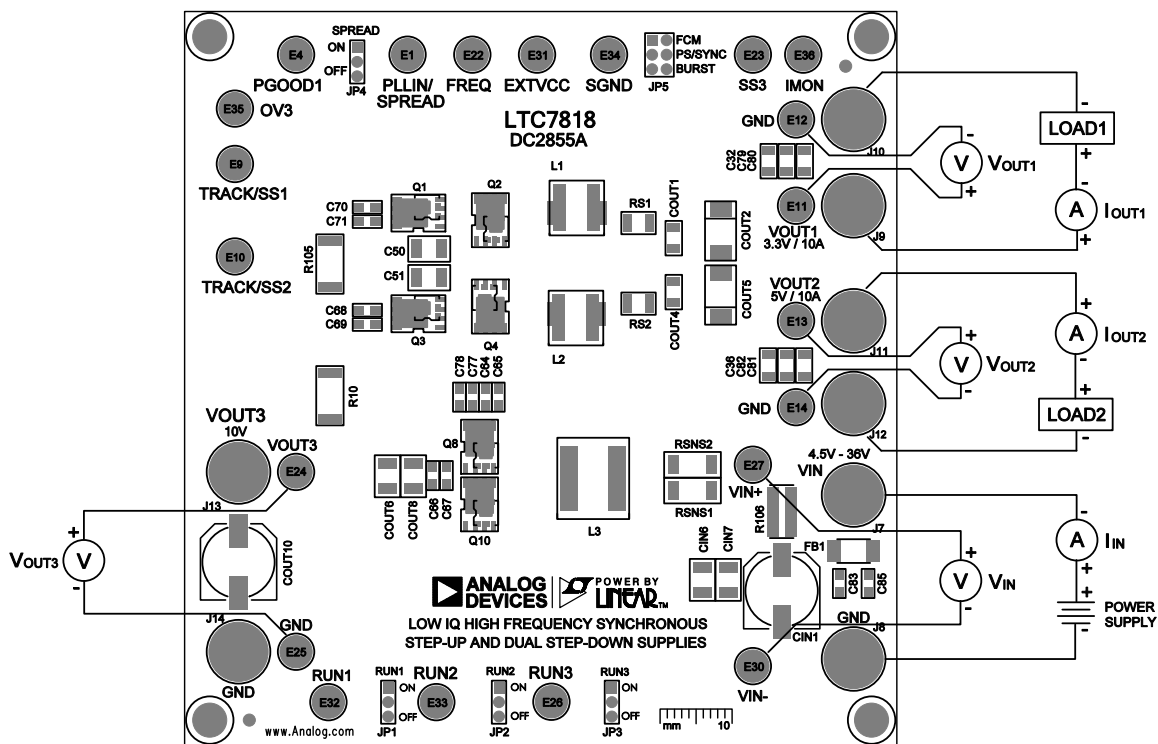 SPREAD
ON
OFF
JP4
E4
PGOOD1
E1
PLLIN/
SPREAD
E22
FREQ
E31
EXTVCC
E34
SGND
FCM
PS/SYNC
BURST
JP5
E23
SS3
E36
IMON
E35
OV3
E9
TRACK/SS1
E10
TRACK/SS2
LTC7818
DC2855A
GND
E12
J10
C32
C79
C80
E11
VOUT1
3.3V / 10A
J9
-
LOAD1
+
-
A
IOUT1
+
-
V
VOUT1
+
Q1
Q2
L1
C70
C71
C50
C51
R105
RS1
COUT1
COUT2
C68
C69
Q3
Q4
L2
RS2
COUT4
COUT5
VOUT2
5V / 10A
E13
J11
C36
C82
C81
GND
E14
J12
+
A
IOUT2
-
+
V
VOUT2
-
+
LOAD2
-
R10
C78
C77
C84
C65
Q8
Q10
COUT6
COUT8
C66
C67
L3
RSNS2
RSNS1
VOUT3
10V
VOUT3
E24
J13
COUT10
+
VOUT3
V
-
J14
GND
E25
GND
E27
VIN+
4.5V - 36V
VIN
J7
R106
FB1
C83
C85
CIN6
CIN7
CIN1
GND
J8
E30
VIN-
-
A
IIN
+
+
V
VIN
-
+
POWER
SUPPLY
-
ANALOG
DEVICES
POWER BY
LINEAR™
LOW IQ HIGH FREQUENCY SYNCHRONOUS
STEP-UP AND DUAL STEP-DOWN SUPPLIES
RUN1
E32
RUN1
ON
OFF
JP1
RUN2
E33
RUN2
ON
OFF
JP2
RUN3
E26
RUN3
ON
OFF
JP3
mm 10
www.Analog.com